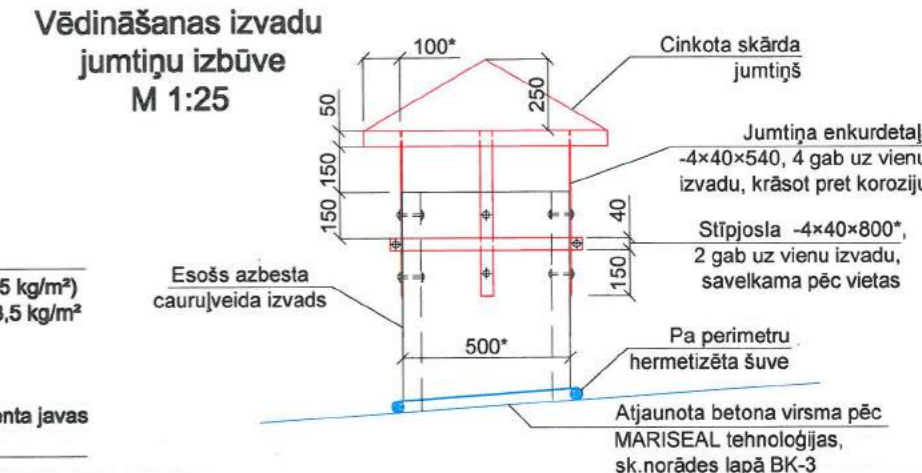 Vēdināšanas izvadu
jumtiņu izbūve
M 1:25
100*
50
150
150
250
Cinkota skārda
jumtiņš
Jumtiņa enkurdetaļ
-4×40×540, 4 gab uz vienu
izvadu, krāsot pret koroziju
40
150
Stīpjosla -4×40×800*,
2 gab uz vienu izvadu,
savelkama pēc vietas
Esošs azbesta
cauruļveida izvads
500*
Pa perimetru
hermetizēta šuve
Atjaunota betona virsma pēc
MARISEAL tehnoloģijas,
sk.norādes lapā BK-3
5 kg/m²)
3,5 kg/m²
enta javas